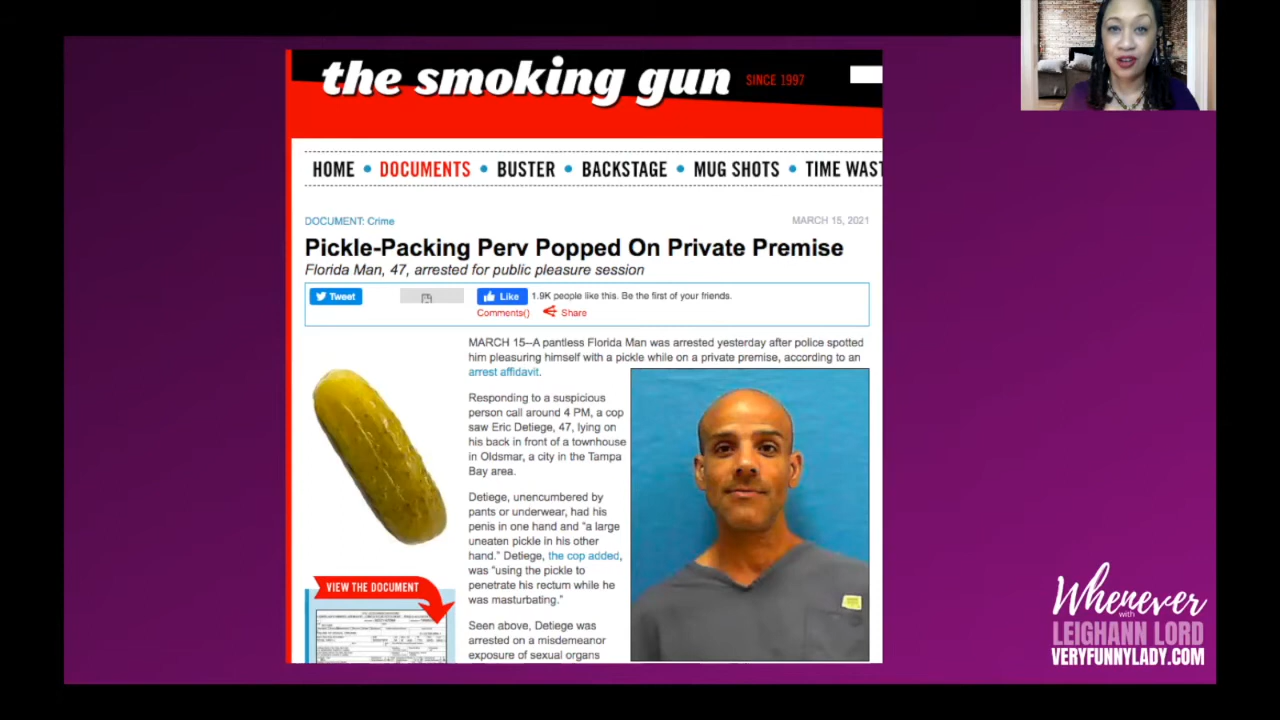 the smoking gun SINCE 1997
HOME • DOCUMENTS • BUSTER • BACKSTAGE • MUG SHOTS • TIME WAST
DOCUMENT: Crime
MARCH 15, 2021
Pickle-Packing Perv Popped On Private Premise
Florida Man, 47, arrested for public pleasure session
Tweet
Like 1.9K people like this. Be the first of your friends.
Comments() Share
MARCH 15--A pantless Florida Man was arrested yesterday after police spotted
him pleasuring himself with a pickle while on a private premise, according to an
arrest affidavit.
Responding to a suspicious
person call around 4 PM, a cop
saw Eric Detiege, 47, lying on
his back in front of a townhouse
in Oldsmar, a city in the Tampa
Bay area.
Detiege, unencumbered by
pants or underwear, had his
penis in one hand and "a large
uneaten pickle in his other
hand." Detiege, the cop added,
was "using the pickle to
penetrate his rectum while he
was masturbating."
Seen above, Detiege was
arrested on a misdemeanor
exposure of sexual organs
VIEW THE DOCUMENT
Whenever
with
LEIGHANN LORD
VERYFUNNYLADY.COM